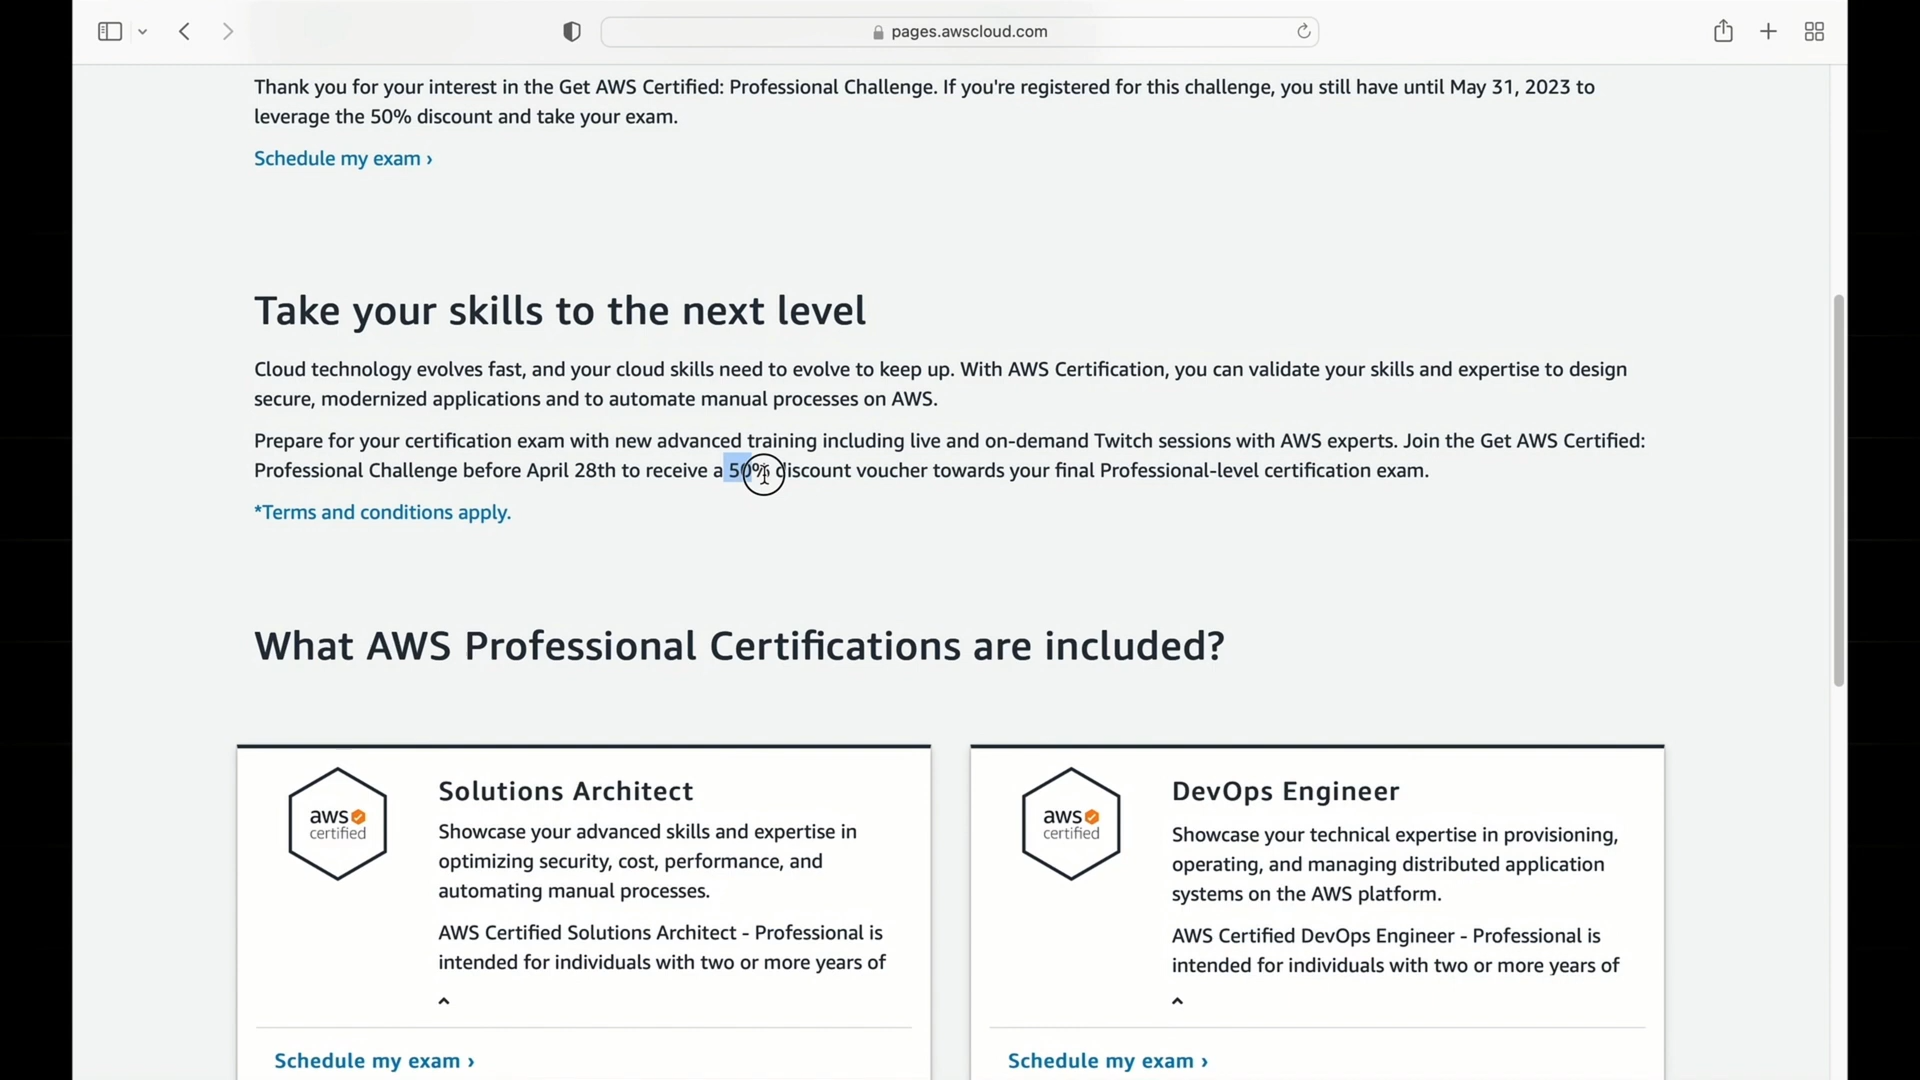 pages.awscloud.com
Thank you for your interest in the Get AWS Certified: Professional Challenge. If you're registered for this challenge, you still have until May 31, 2023 to
leverage the 50% discount and take your exam.
Schedule my exam ›
Take your skills to the next level
Cloud technology evolves fast, and your cloud skills need to evolve to keep up. With AWS Certification, you can validate your skills and expertise to design
secure, modernized applications and to automate manual processes on AWS.
Prepare for your certification exam with new advanced training including live and on-demand Twitch sessions with AWS experts. Join the Get AWS Certified:
Professional Challenge before April 28th to receive a 50% discount voucher towards your final Professional-level certification exam.
*Terms and conditions apply.
What AWS Professional Certifications are included?
aws
certified
Solutions Architect
Showcase your advanced skills and expertise in
optimizing security, cost, performance, and
automating manual processes.
AWS Certified Solutions Architect - Professional is
intended for individuals with two or more years of
Schedule my exam ›
aws
certified
DevOps Engineer
Showcase your technical expertise in provisioning,
operating, and managing distributed application
systems on the AWS platform.
AWS Certified DevOps Engineer - Professional is
intended for individuals with two or more years of
Schedule my exam ›